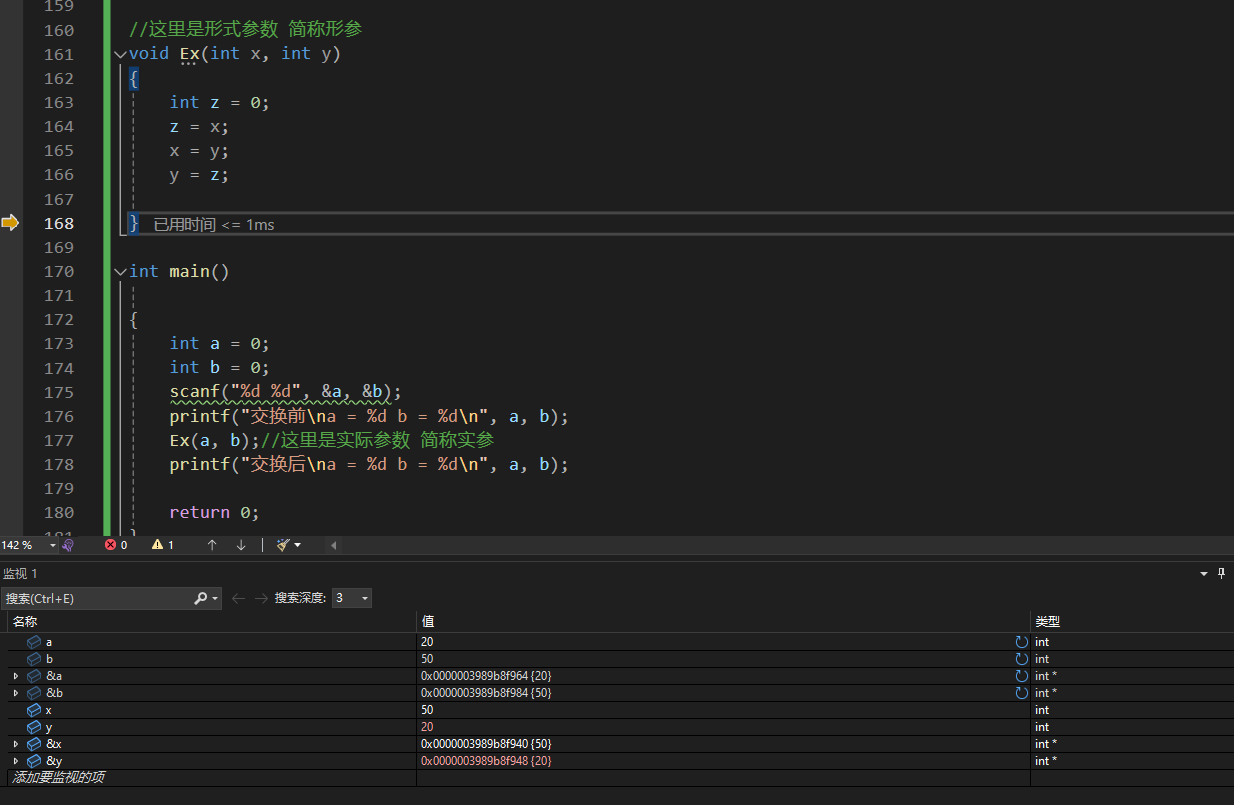 159
160 //这里是形式参数 简称形参
161 void Ex(int x, int y)
162 {
163     int z = 0;
164     z = x;
165     x = y;
166     y = z;
167
168 } 已用时间 <= 1ms
169
170 int main()
171
172 {
173     int a = 0;
174     int b = 0;
175     scanf("%d %d", &a, &b);
176     printf("交换前\na = %d b = %d\n", a, b);
177     Ex(a, b);//这里是实际参数 简称实参
178     printf("交换后\na = %d b = %d\n", a, b);
179
180     return 0;
181 }
142 % 0 1
监视 1
搜索(Ctrl+E) 搜索深度: 3
名称 值 类型
a 20 int
b 50 int
&a 0x0000003989b8f964 {20} int *
&b 0x0000003989b8f984 {50} int *
x 50 int
y 20 int
&x 0x0000003989b8f940 {50} int *
&y 0x0000003989b8f948 {20} int *
添加要监视的项